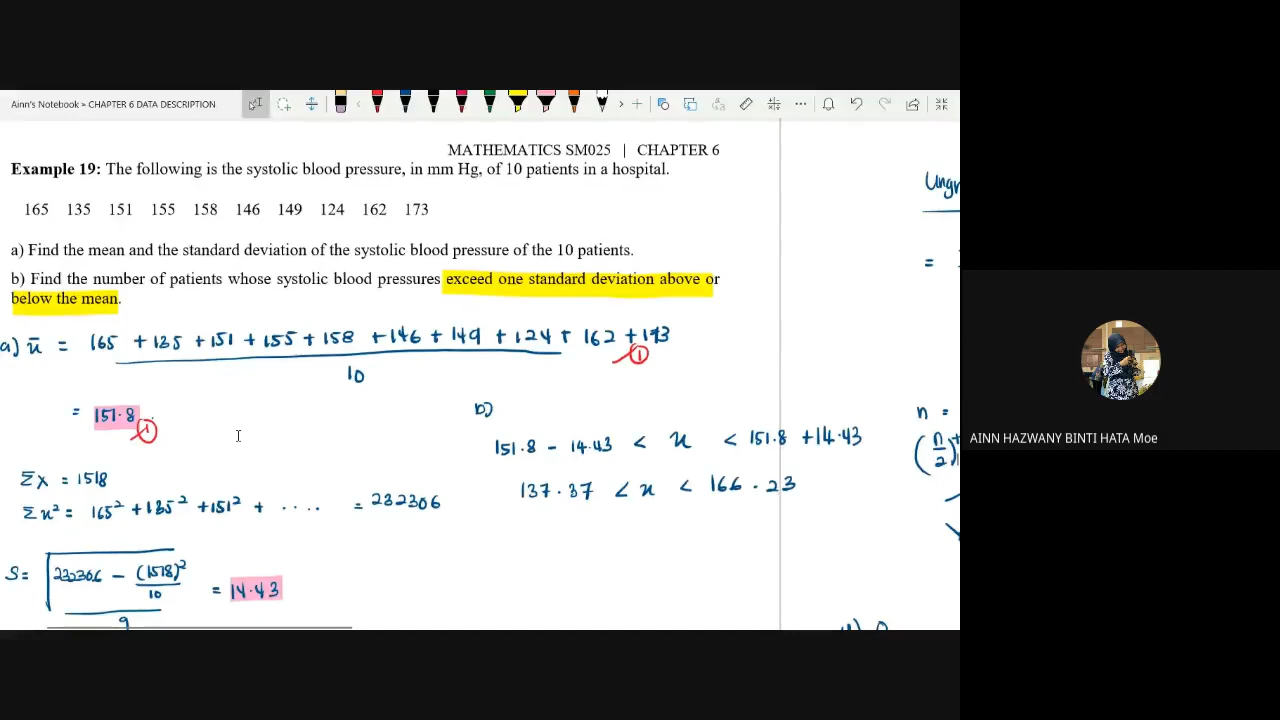 Ainn's Notebook > CHAPTER 6 DATA DESCRIPTION
MATHEMATICS SM025 | CHAPTER 6
Example 19: The following is the systolic blood pressure, in mm Hg, of 10 patients in a hospital.
165 135 151 155 158 146 149 124 162 173
a) Find the mean and the standard deviation of the systolic blood pressure of the 10 patients.
b) Find the number of patients whose systolic blood pressures exceed one standard deviation above or
below the mean.
a) x̄ = 165 + 135 + 151 + 155 + 158 + 146 + 149 + 124 + 162 + 173
1
10
= 151.8
1
Σx = 1518
Σx² = 165² + 135² + 151² + .... = 232306
S = √ 232306 - (1518)²
10
= 14.43
9
b)
151.8 - 14.43 < x < 151.8 + 14.43
137.37 < x < 166.23
=
n =
(n/2)
AINN HAZWANY BINTI HATA Moe